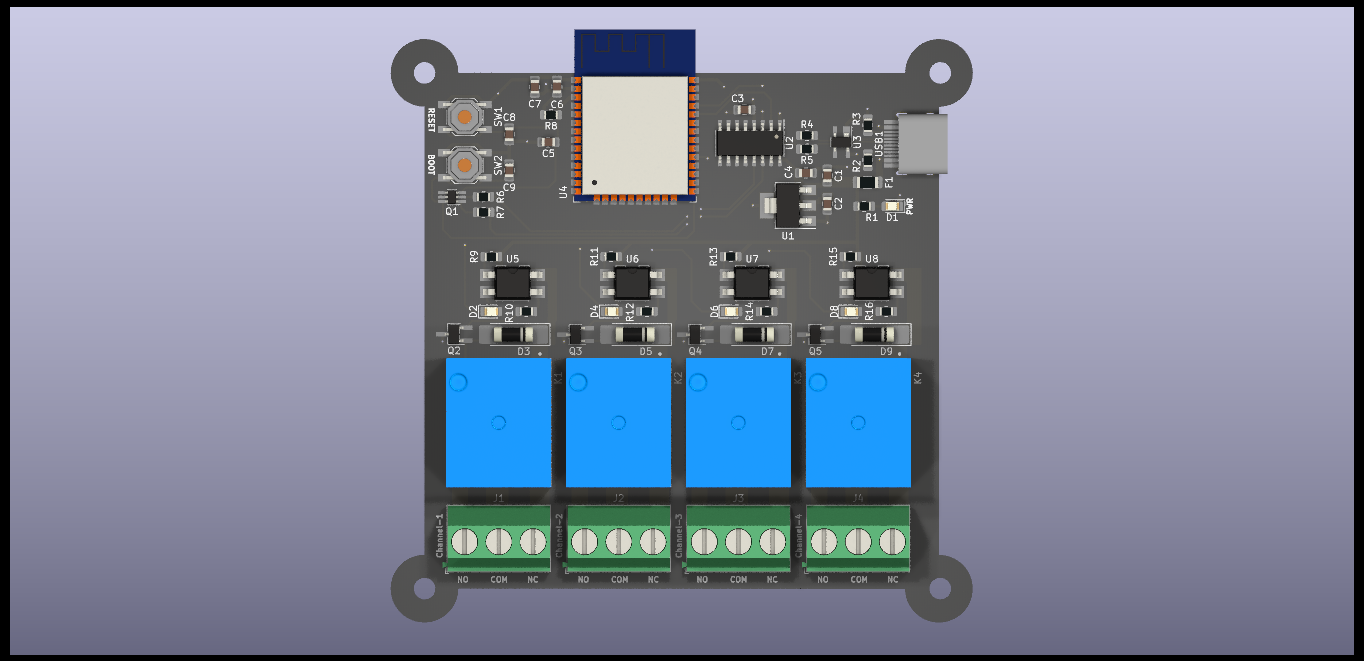 C7
C6
C3
RESET
SW1
C8
R8
R4
U2
R3
U3
USB1
C5
R5
BOOT
SW2
C9
U4
C4
C1
R2
F1
Q1
R6
R7
C2
R1
D1
PWR
U1
R9
U5
R11
U6
R13
U7
R15
U8
D2
R10
D4
R12
D6
R14
D8
R16
Q2
D3
Q3
D5
Q4
D7
Q5
D9
K1
K2
K3
K4
J1
J2
J3
J4
Channel-1
Channel-2
Channel-3
Channel-4
NO COM NC
NO COM NC
NO COM NC
NO COM NC